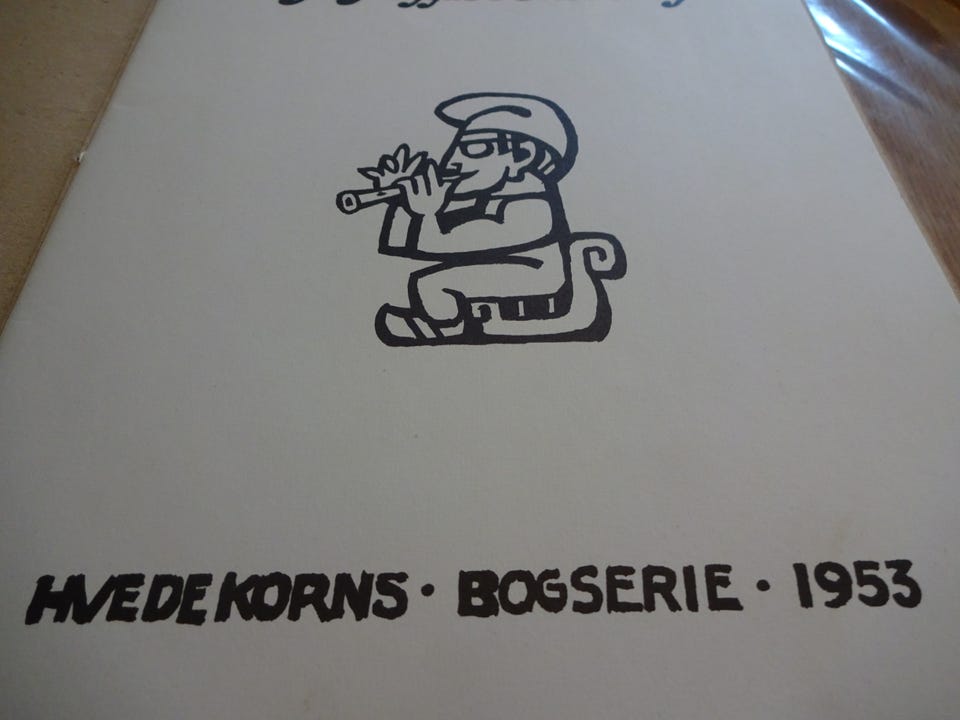 HVEDEKORNS · BOGSERIE · 1953